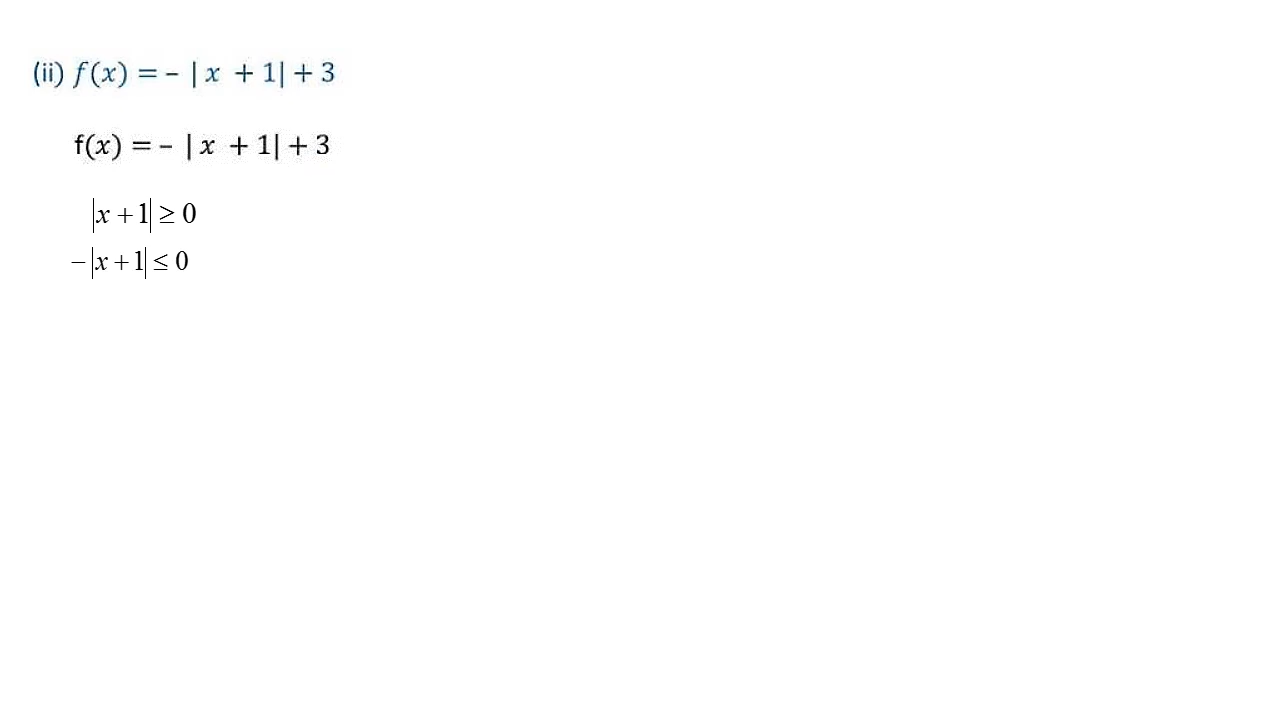 (ii) f(x) = – | x + 1| + 3
f(x) = – | x + 1| + 3
|x + 1| ≥ 0
−|x + 1| ≤ 0